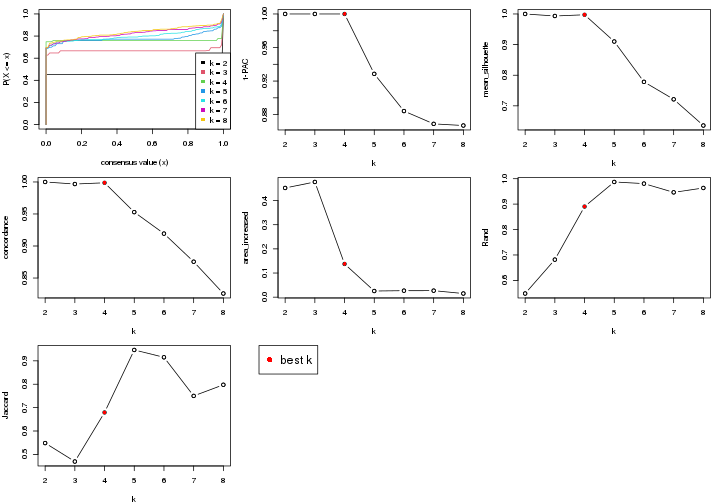 P(X <= x)
0.0 0.2 0.4 0.6 0.8 1.0
k = 2
k = 3
k = 4
k = 5
k = 6
k = 7
k = 8
0.0 0.2 0.4 0.6 0.8 1.0
consensus value (x)
1-PAC
0.88 0.92 0.96 1.00
2 3 4 5 6 7 8
k
mean_silhouette
0.7 0.8 0.9 1.0
2 3 4 5 6 7 8
k
concordance
0.85 0.90 0.95 1.00
2 3 4 5 6 7 8
k
area_increased
0.0 0.1 0.2 0.3 0.4
2 3 4 5 6 7 8
k
Rand
0.6 0.7 0.8 0.9 1.0
2 3 4 5 6 7 8
k
Jaccard
0.5 0.6 0.7 0.8 0.9
2 3 4 5 6 7 8
k
best k